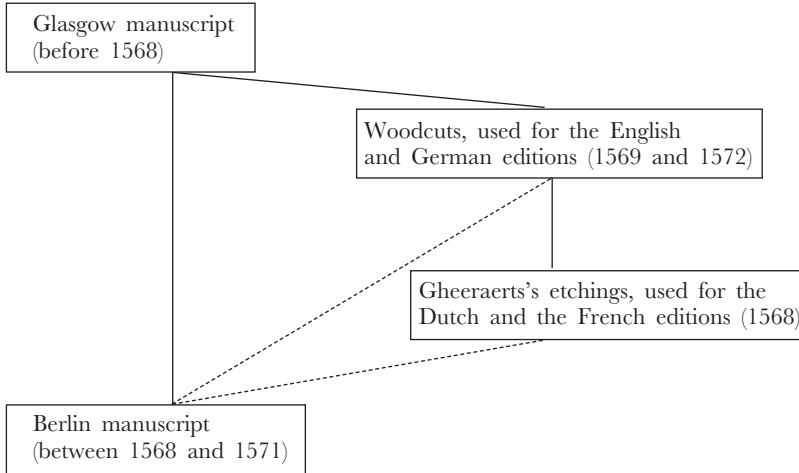 Glasgow manuscript
(before 1568)
Woodcuts, used for the English
and German editions (1569 and 1572)
Gheeraerts's etchings, used for the
Dutch and the French editions (1568)
Berlin manuscript
(between 1568 and 1571)